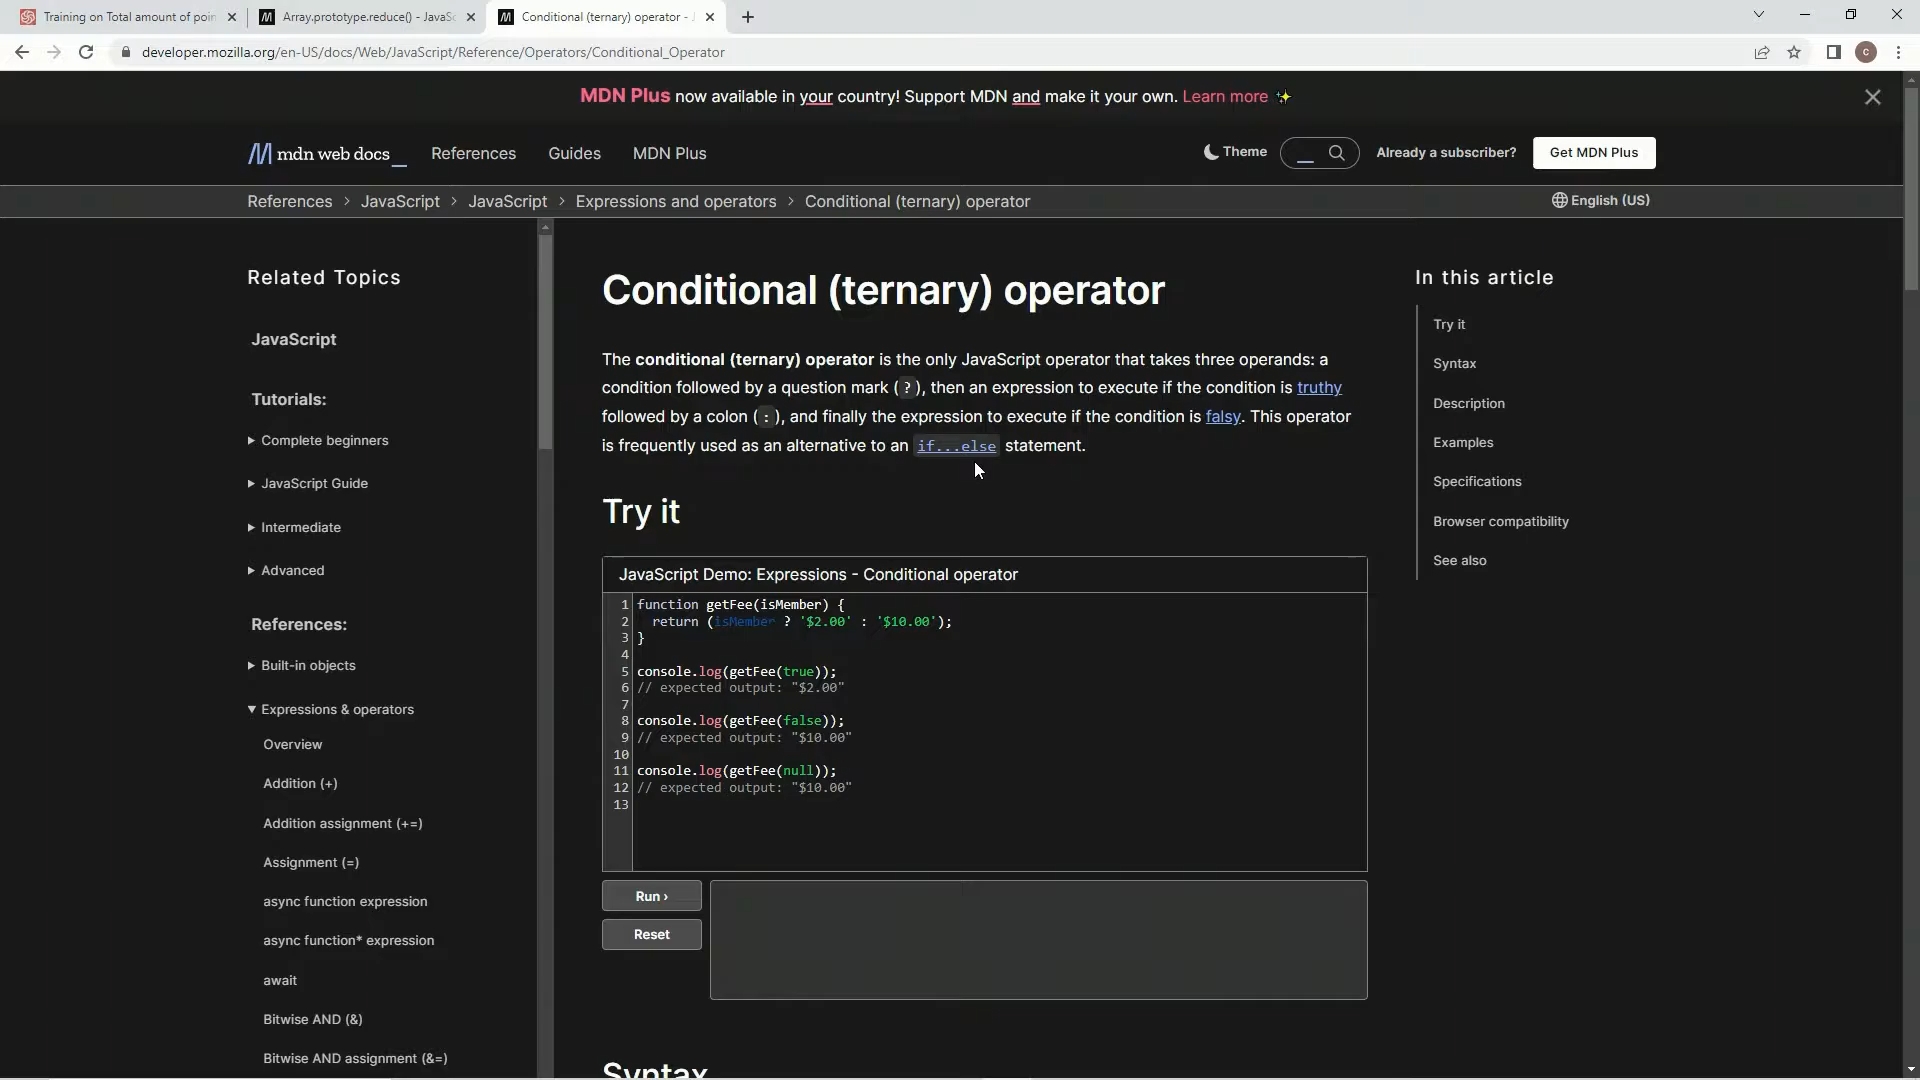 Training on Total amount of poin
Array.prototype.reduce() - JavaSc
Conditional (ternary) operator - J
developer.mozilla.org/en-US/docs/Web/JavaScript/Reference/Operators/Conditional_Operator
C
MDN Plus now available in your country! Support MDN and make it your own. Learn more ✨
mdn web docs_
References
Guides
MDN Plus
Theme
Already a subscriber?
Get MDN Plus
References > JavaScript > JavaScript > Expressions and operators > Conditional (ternary) operator
English (US)
Related Topics
JavaScript
Tutorials:
▶ Complete beginners
▶ JavaScript Guide
▶ Intermediate
▶ Advanced
References:
▶ Built-in objects
▼ Expressions & operators
Overview
Addition (+)
Addition assignment (+=)
Assignment (=)
async function expression
async function* expression
await
Bitwise AND (&)
Bitwise AND assignment (&=)
Conditional (ternary) operator
The conditional (ternary) operator is the only JavaScript operator that takes three operands: a
condition followed by a question mark (?), then an expression to execute if the condition is truthy
followed by a colon (:), and finally the expression to execute if the condition is falsy. This operator
is frequently used as an alternative to an if...else statement.
Try it
JavaScript Demo: Expressions - Conditional operator
1 function getFee(isMember) {
2 return (isMember ? '$2.00' : '$10.00');
3 }
4
5 console.log(getFee(true));
6 // expected output: "$2.00"
7
8 console.log(getFee(false));
9 // expected output: "$10.00"
10
11 console.log(getFee(null));
12 // expected output: "$10.00"
13
Run ›
Reset
Syntax
In this article
Try it
Syntax
Description
Examples
Specifications
Browser compatibility
See also